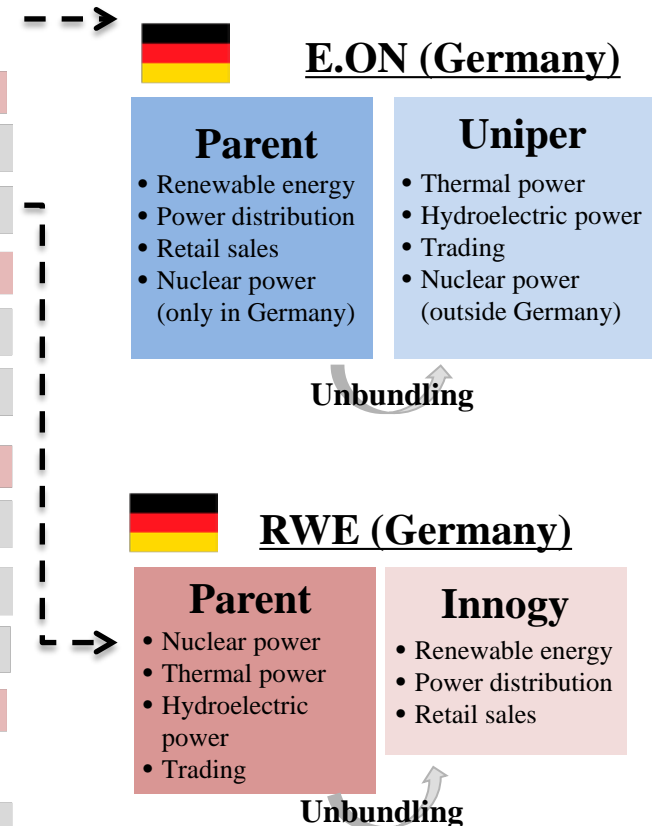 E.ON (Germany)
Parent
• Renewable energy
• Power distribution
• Retail sales
• Nuclear power
(only in Germany)
Uniper
• Thermal power
• Hydroelectric power
• Trading
• Nuclear power
(outside Germany)
Unbundling
RWE (Germany)
Parent
• Nuclear power
• Thermal power
• Hydroelectric
power
• Trading
Innogy
• Renewable energy
• Power distribution
• Retail sales
Unbundling